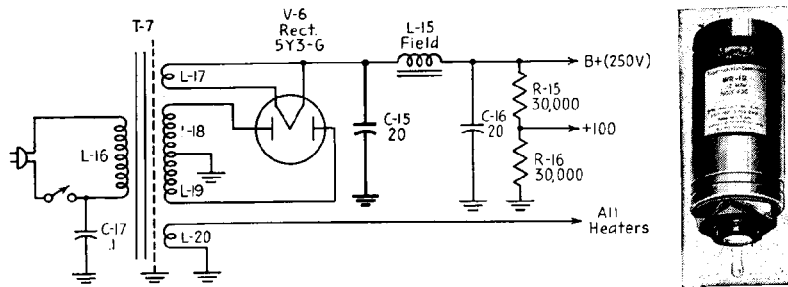 T-7
V-6
Rect.
5Y3-G
L-15
Field
L-17
B+(250V)
R-15
30,000
C-15
20
C-16
20
+100
L-16
L-18
R-16
30,000
L-19
C-17
.1
L-20
All
Heaters